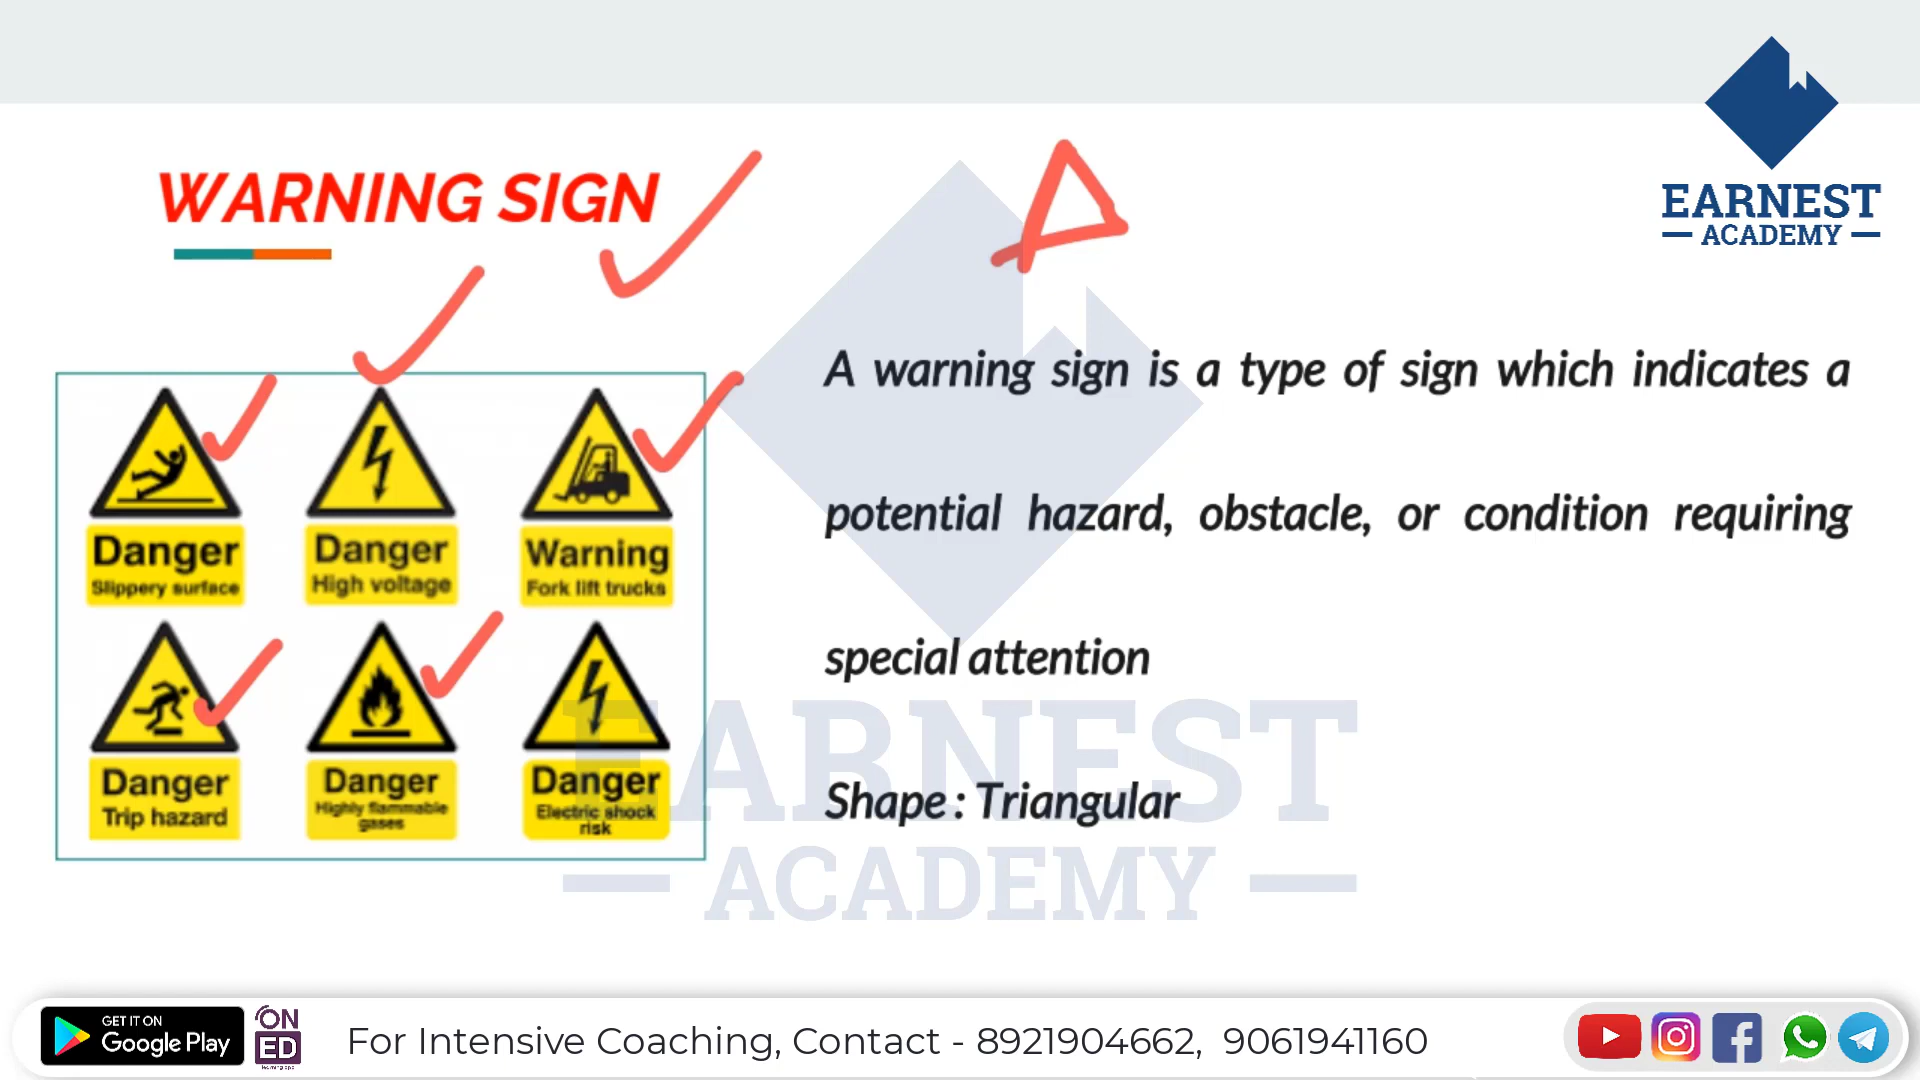 EARNEST
ACADEMY
WARNING SIGN
A warning sign is a type of sign which indicates a
potential hazard, obstacle, or condition requiring
special attention
Shape : Triangular
Danger
Slippery surface
Danger
High voltage
Warning
Fork lift trucks
Danger
Trip hazard
Danger
Highly flammable
gases
Danger
Electric shock
risk
EARNEST
ACADEMY
GET IT ON
Google Play
ON
ED
learning app
For Intensive Coaching, Contact - 8921904662, 9061941160